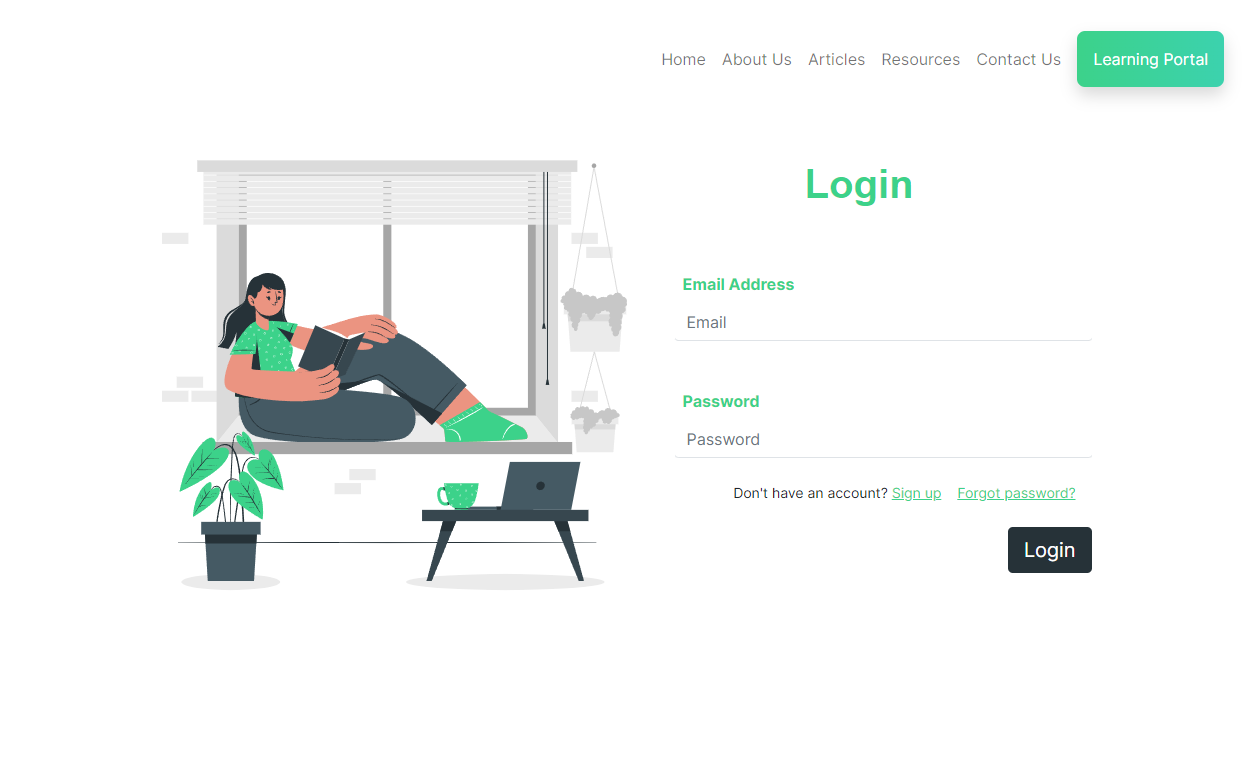 Home About Us Articles Resources Contact Us Learning Portal
Login
Email Address
Email
Password
Password
Don't have an account? Sign up Forgot password?
Login